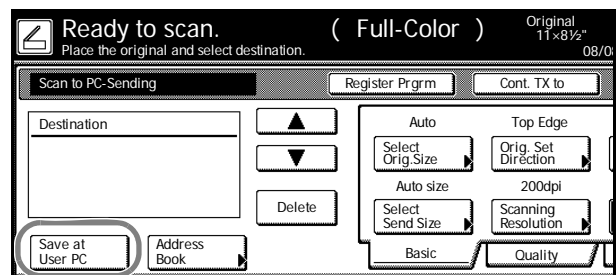 Ready to scan. ( Full-Color ) Original
11×8½"
Place the original and select destination. 08/0
Scan to PC-Sending Register Prgrm Cont. TX to
Destination
Auto Top Edge
Select
Orig.Size
Orig. Set
Direction
Auto size 200dpi
Delete
Select
Send Size
Scanning
Resolution
Save at
User PC
Address
Book
Basic Quality